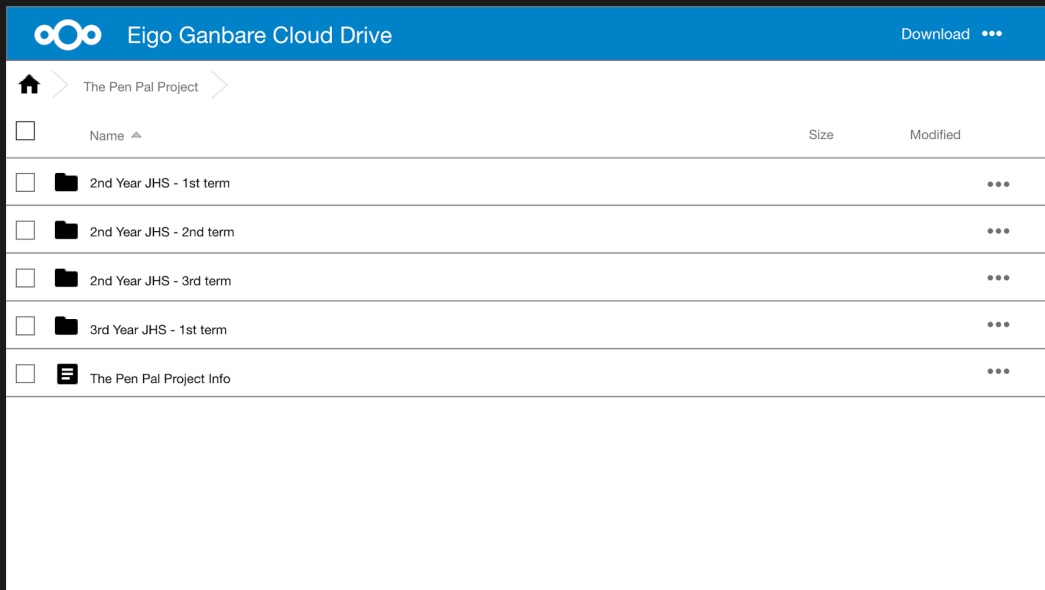 Eigo Ganbare Cloud Drive
Download
The Pen Pal Project
Name Size Modified
2nd Year JHS - 1st term
2nd Year JHS - 2nd term
2nd Year JHS - 3rd term
3rd Year JHS - 1st term
The Pen Pal Project Info